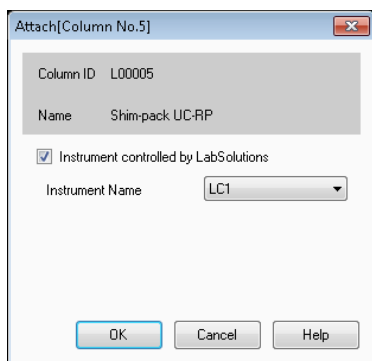 Attach[Column No.5]
Column ID L00005
Name Shim-pack UC-RP
Instrument controlled by LabSolutions
Instrument Name LC1
OK Cancel Help